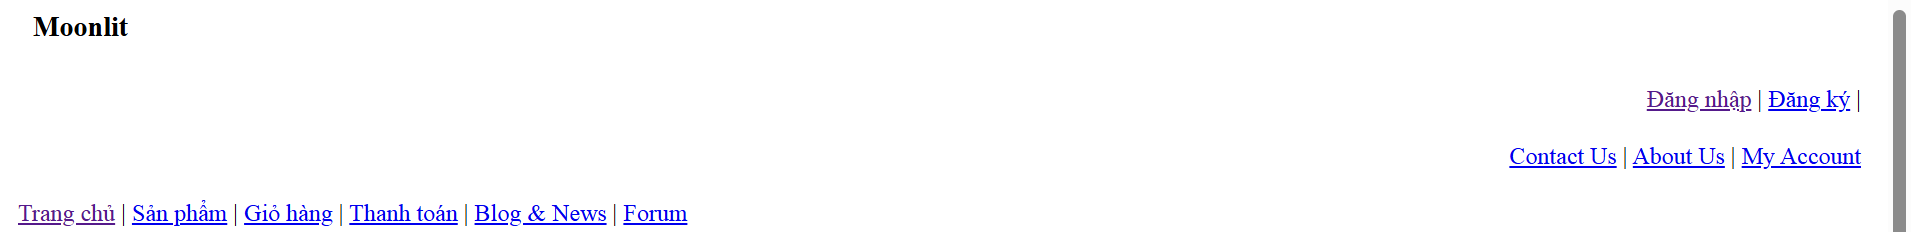 Moonlit
Đăng nhập | Đăng ký |
Contact Us | About Us | My Account
Trang chủ | Sản phẩm | Giỏ hàng | Thanh toán | Blog & News | Forum